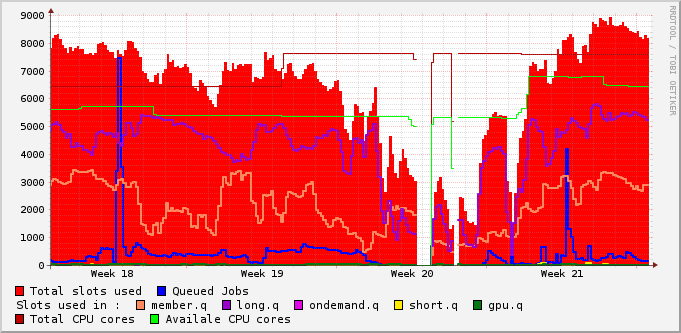 9000
8000
7000
6000
5000
4000
3000
2000
1000
0
Week 18 Week 19 Week 20 Week 21
RRDTOOL / TOBI OETIKER
Total slots used Queued Jobs
Slots used in : member.q long.q ondemand.q short.q gpu.q
Total CPU cores Availale CPU cores